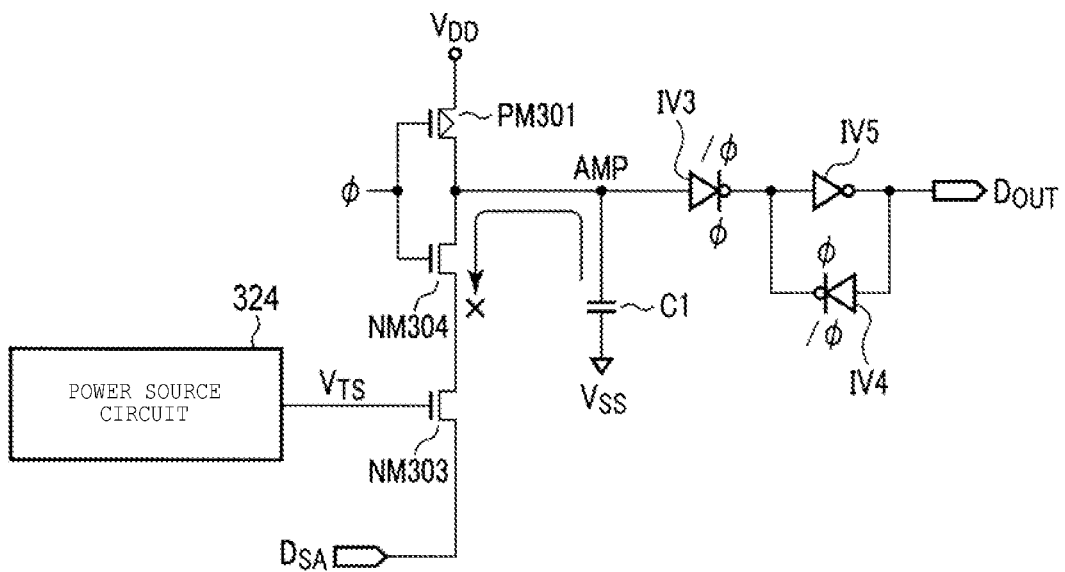 VDD
PM301
IV3
/ϕ
IV5
ϕ
AMP
DOUT
ϕ
ϕ
324
NM304
C1
/ϕ
IV4
POWER SOURCE
CIRCUIT
VTS
VSS
NM303
DSA